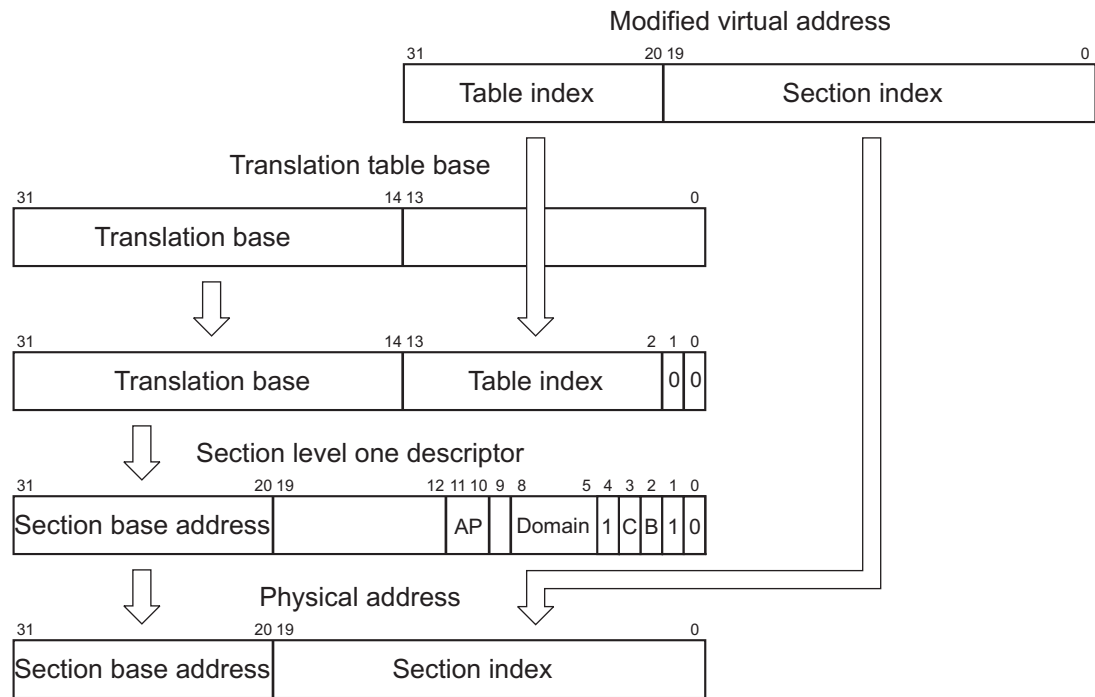 Modified virtual address
31 20 19 0
Table index Section index
Translation table base
31 14 13 0
Translation base
31 14 13 2 1 0
Translation base Table index 0 0
Section level one descriptor
31 20 19 12 11 10 9 8 5 4 3 2 1 0
Section base address AP Domain 1 C B 1 0
Physical address
31 20 19 0
Section base address Section index